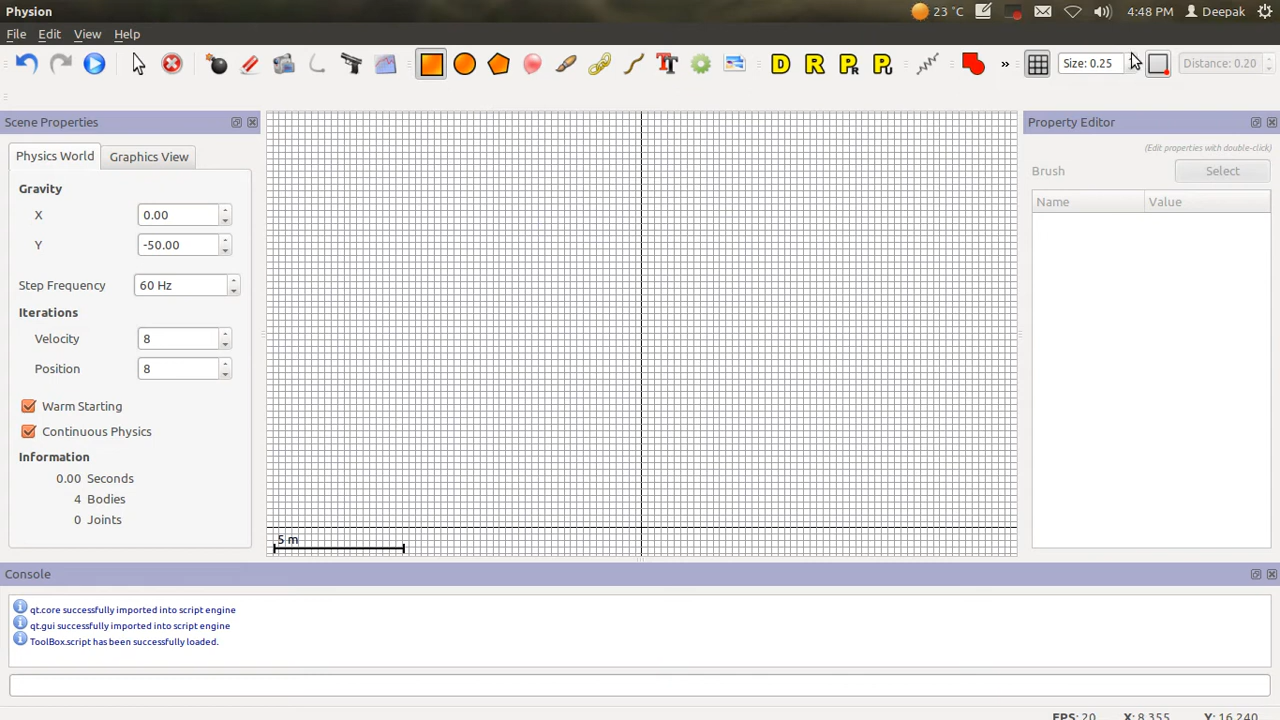 Physion
23 °C
4:48 PM
Deepak
File Edit View Help
TT
D R PR PU
»
Size: 0.25
Distance: 0.20
Scene Properties
Physics World
Graphics View
Gravity
X 0.00
Y -50.00
Step Frequency 60 Hz
Iterations
Velocity 8
Position 8
Warm Starting
Continuous Physics
Information
0.00 Seconds
4 Bodies
0 Joints
5 m
Property Editor
(Edit properties with double-click)
Brush Select
Name Value
Console
qt.core successfully imported into script engine
qt.gui successfully imported into script engine
ToolBox.script has been successfully loaded.
FPS: 20 X: 8.355 Y: 16.240